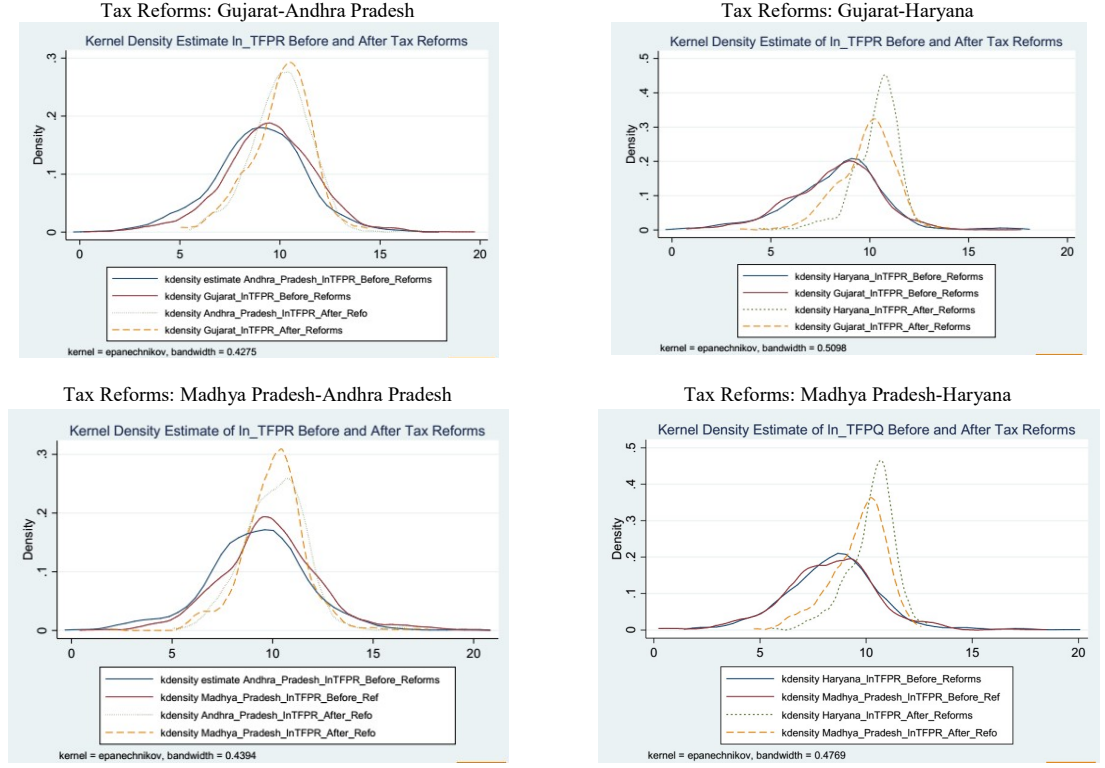 Tax Reforms: Gujarat-Andhra Pradesh
Kernel Density Estimate ln_TFPR Before and After Tax Reforms
Density
.3
.2
.1
0
0 5 10 15 20
kdensity estimate Andhra_Pradesh_lnTFPR_Before_Reforms
kdensity Gujarat_lnTFPR_Before_Reforms
kdensity Andhra_Pradesh_lnTFPR_After_Refo
kdensity Gujarat_lnTFPR_After_Reforms
kernel = epanechnikov, bandwidth = 0.4275
Tax Reforms: Gujarat-Haryana
Kernel Density Estimate of ln_TFPR Before and After Tax Reforms
Density
.5
.4
.3
.2
.1
0
0 5 10 15 20
kdensity Haryana_lnTFPR_Before_Reforms
kdensity Gujarat_lnTFPR_Before_Reforms
kdensity Haryana_lnTFPR_After_Reforms
kdensity Gujarat_lnTFPR_After_Reforms
kernel = epanechnikov, bandwidth = 0.5098
Tax Reforms: Madhya Pradesh-Andhra Pradesh
Kernel Density Estimate of ln_TFPR Before and After Tax Reforms
Density
.3
.2
.1
0
0 5 10 15 20
kdensity estimate Andhra_Pradesh_lnTFPR_Before_Reforms
kdensity Madhya_Pradesh_lnTFPR_Before_Ref
kdensity Andhra_Pradesh_lnTFPR_After_Refo
kdensity Madhya_Pradesh_lnTFPR_After_Refo
kernel = epanechnikov, bandwidth = 0.4394
Tax Reforms: Madhya Pradesh-Haryana
Kernel Density Estimate of ln_TFPQ Before and After Tax Reforms
Density
.5
.4
.3
.2
.1
0
0 5 10 15 20
kdensity Haryana_lnTFPR_Before_Reforms
kdensity Madhya_Pradesh_lnTFPR_Before_Ref
kdensity Haryana_lnTFPR_After_Reforms
kdensity Madhya_Pradesh_lnTFPR_After_Refo
kernel = epanechnikov, bandwidth = 0.4769